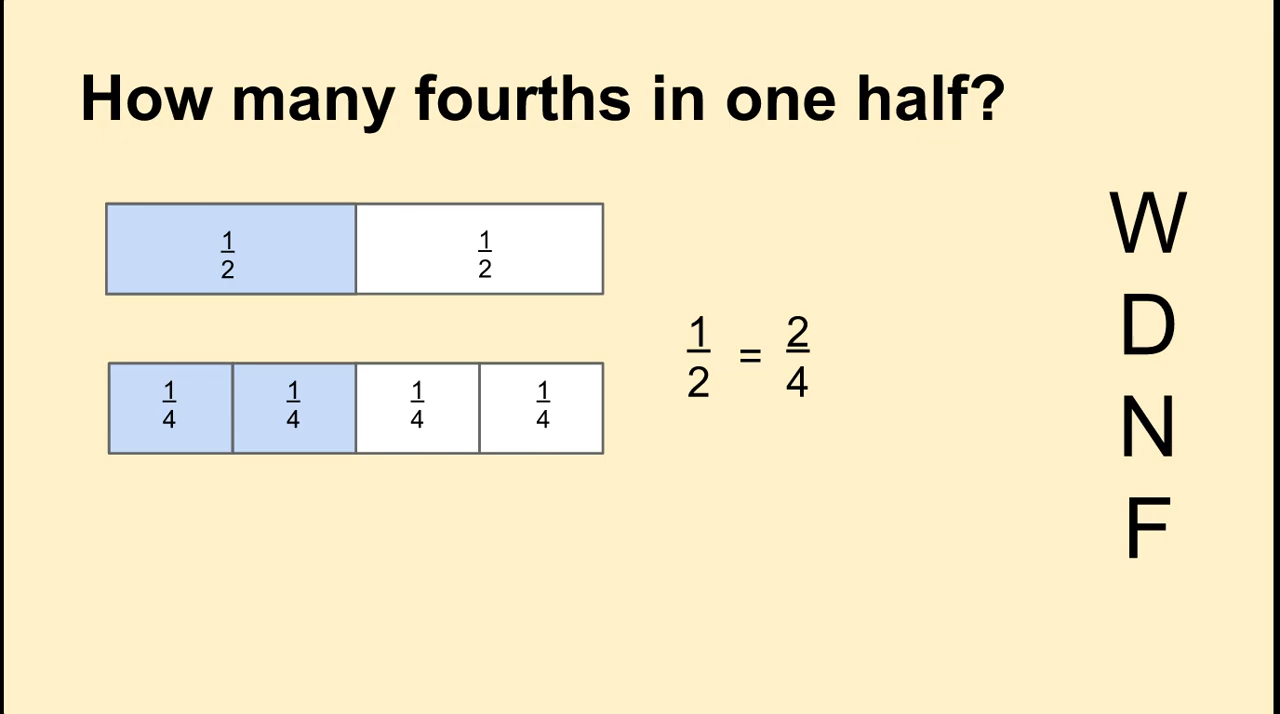 How many fourths in one half?
1/2 1/2
1/2 = 2/4
1/4 1/4 1/4 1/4
W
D
N
F